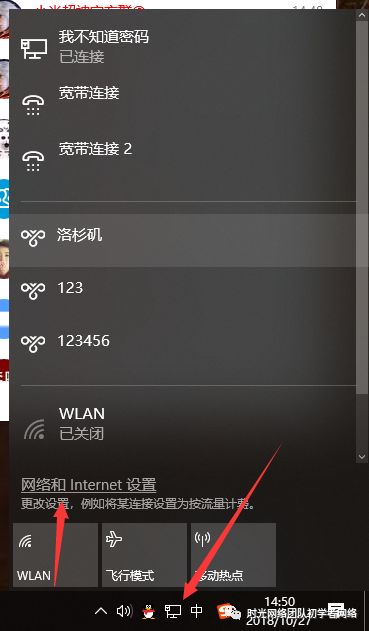 我不知道密码
已连接
宽带连接
宽带连接 2
洛杉矶
123
123456
WLAN
已关闭
网络和 Internet 设置
更改设置，例如将某连接设置为按流量计费。
WLAN
飞行模式
移动热点
中
14:50
2018/10/27
时光网络团队初学者网络